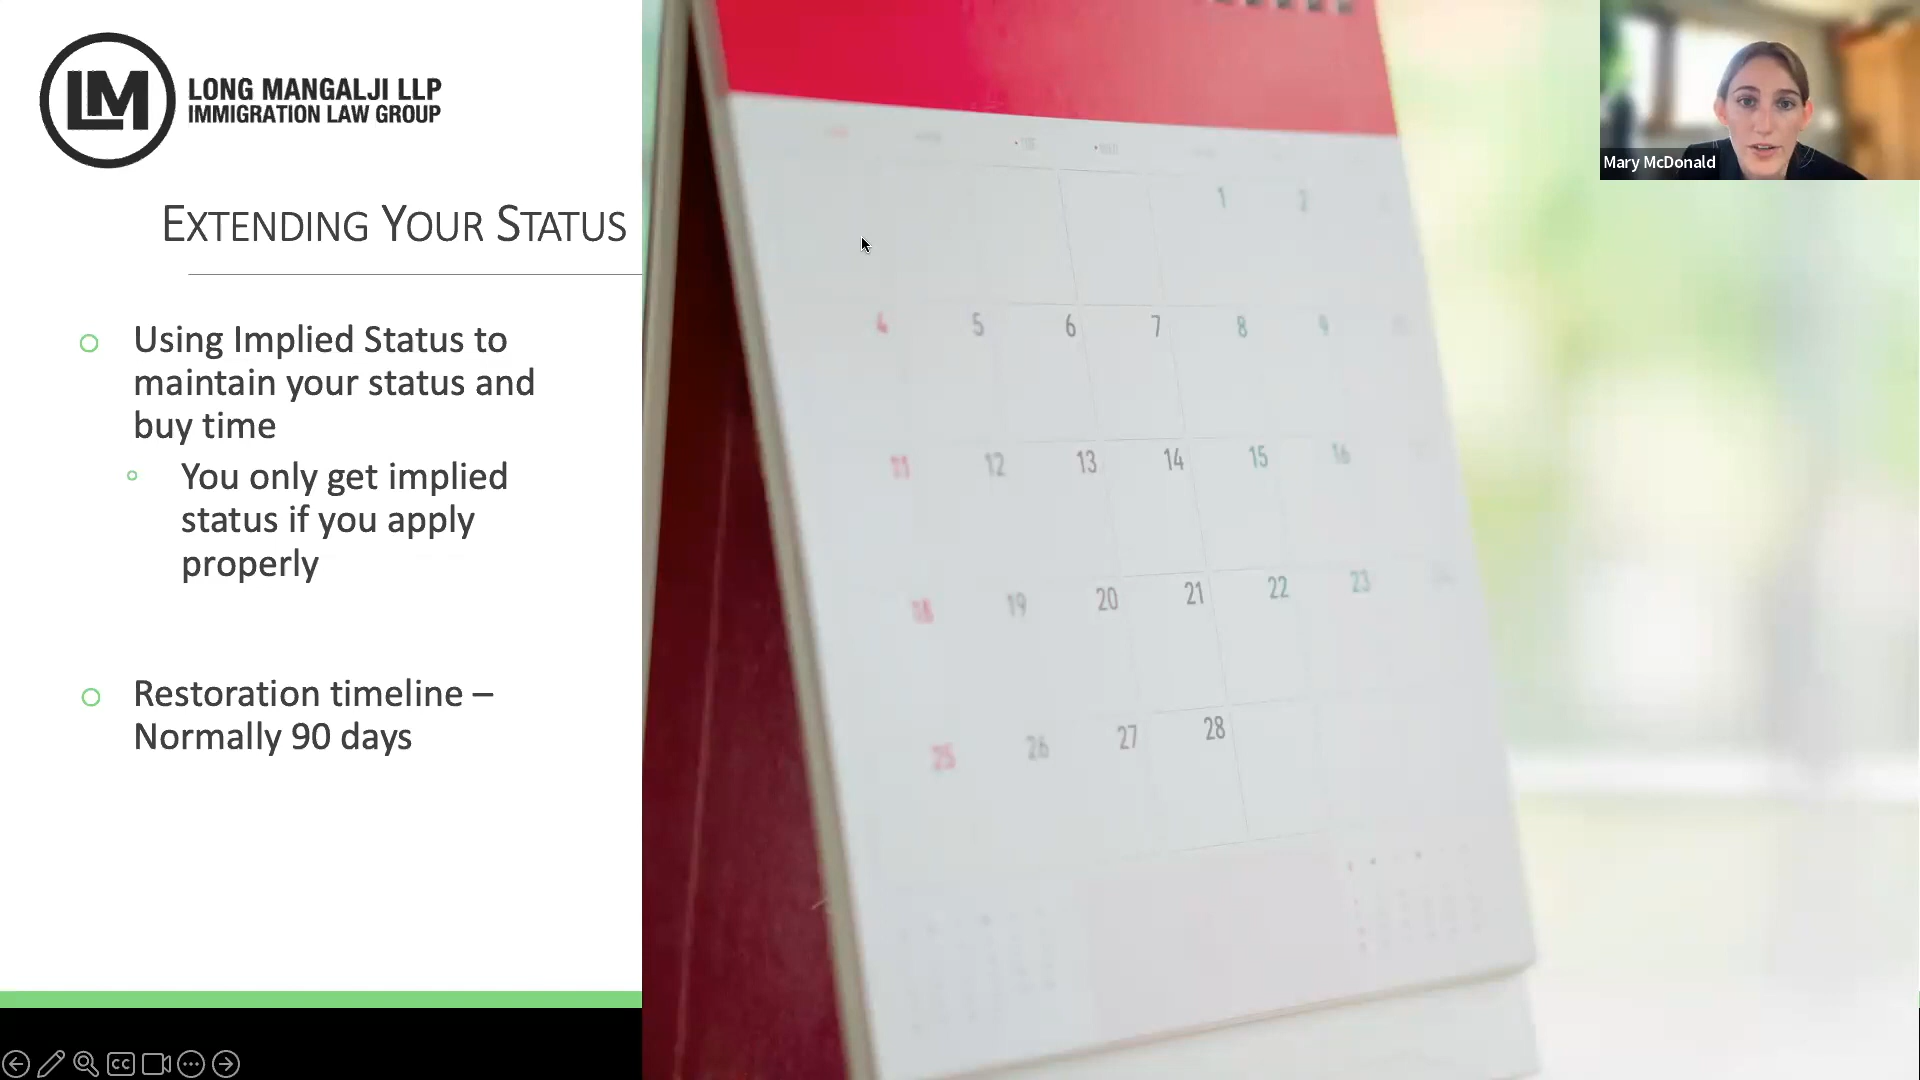 LM
LONG MANGALJI LLP
IMMIGRATION LAW GROUP
Mary McDonald
EXTENDING YOUR STATUS
Using Implied Status to
maintain your status and
buy time
You only get implied
status if you apply
properly
Restoration timeline –
Normally 90 days
1 2
4 5 6 7 8 9
11 12 13 14 15 16
18 19 20 21 22 23
25 26 27 28
CC